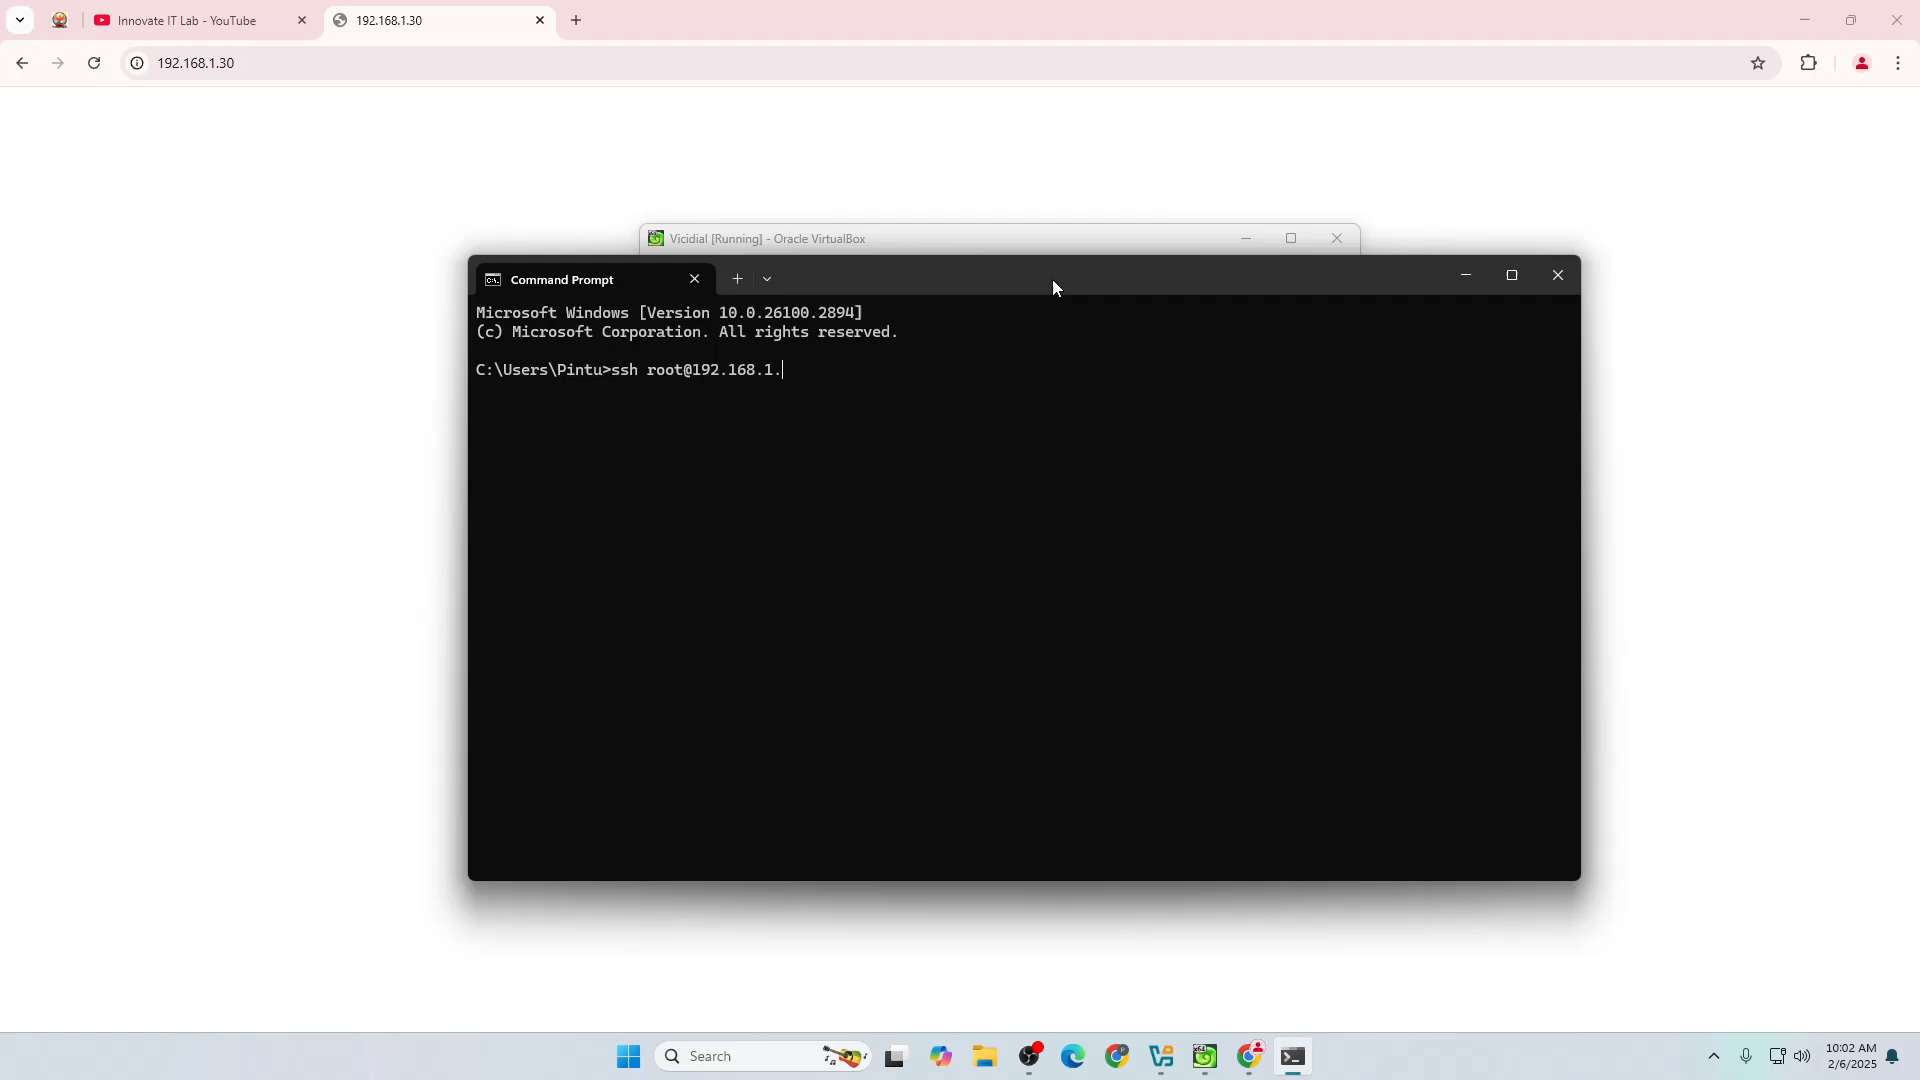 Innovate IT Lab - YouTube
192.168.1.30
192.168.1.30
Vicidial [Running] - Oracle VirtualBox
Command Prompt
Microsoft Windows [Version 10.0.26100.2894]
(c) Microsoft Corporation. All rights reserved.
C:\Users\Pintu>ssh root@192.168.1.
Search
10:02 AM
2/6/2025